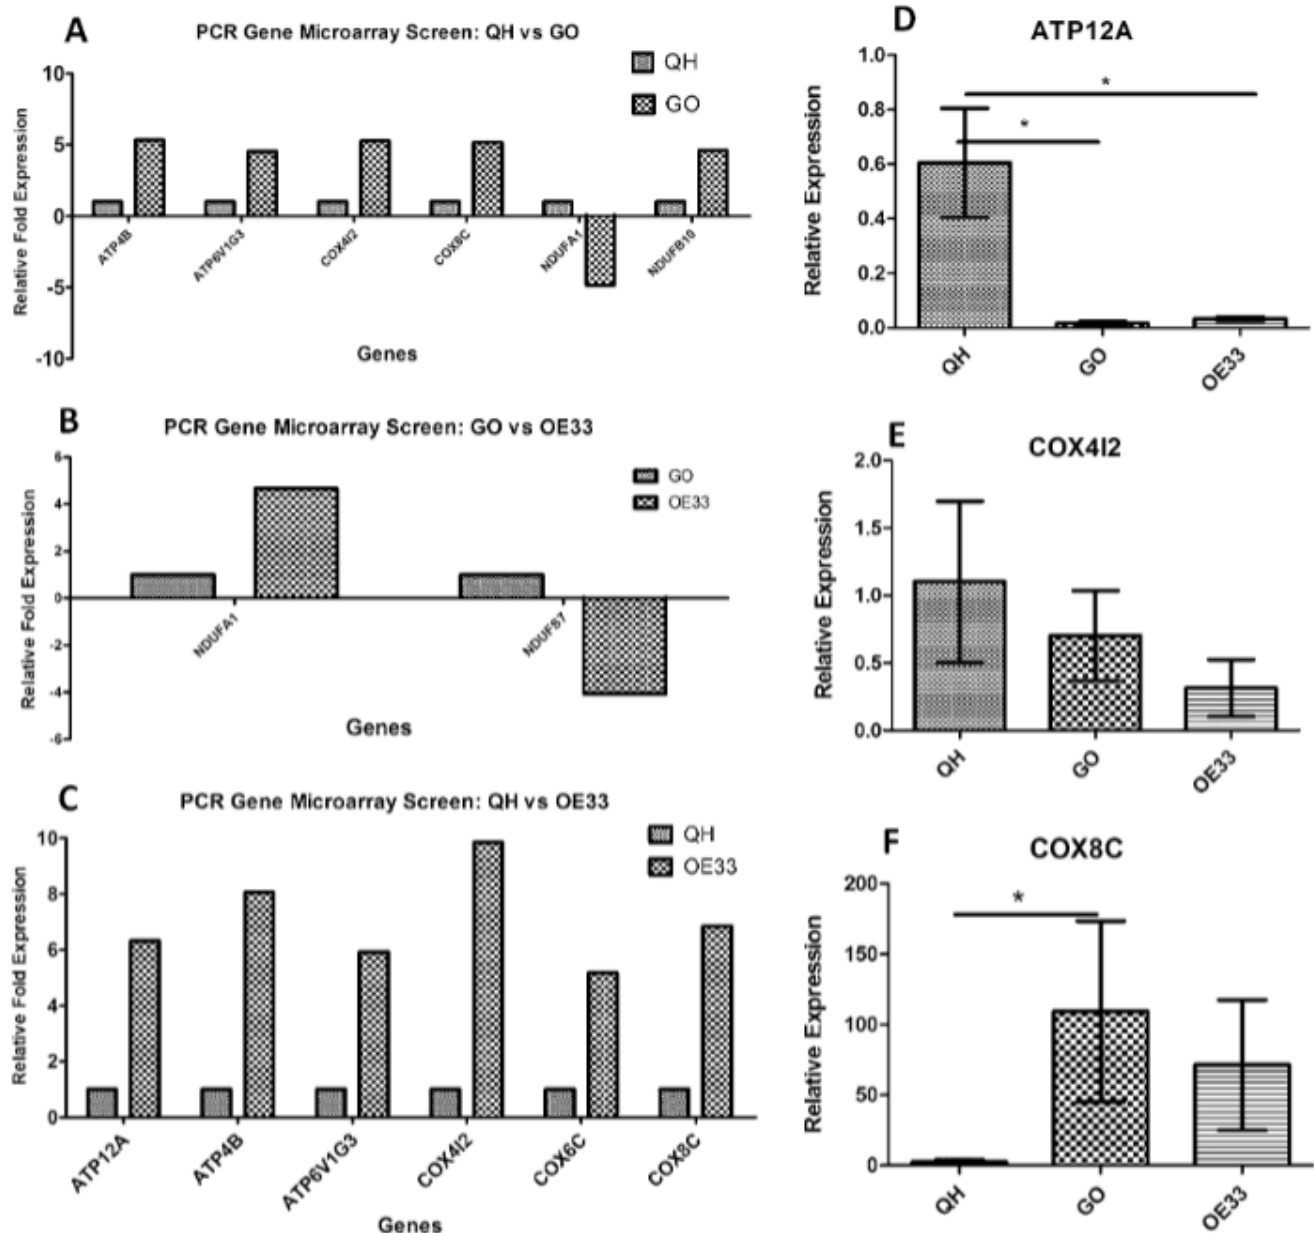 A
PCR Gene Microarray Screen: QH vs GO
QH
GO
Relative Fold Expression
10
5
0
-5
-10
ATP4B
ATP6V1G3
COX4I2
COX8C
NDUFA1
NDUFB10
Genes
B
PCR Gene Microarray Screen: GO vs OE33
GO
OE33
Relative Fold Expression
6
4
2
0
-2
-4
-6
NDUFA1
NDUFS7
Genes
C
PCR Gene Microarray Screen: QH vs OE33
QH
OE33
Relative Fold Expression
10
8
6
4
2
0
ATP12A
ATP4B
ATP6V1G3
COX4I2
COX6C
COX8C
Genes
D
ATP12A
Relative Expression
1.0
0.8
0.6
0.4
0.2
0.0
*
*
QH
GO
OE33
E
COX4I2
Relative Expression
2.0
1.5
1.0
0.5
0.0
QH
GO
OE33
F
COX8C
Relative Expression
200
150
100
50
0
*
QH
GO
OE33